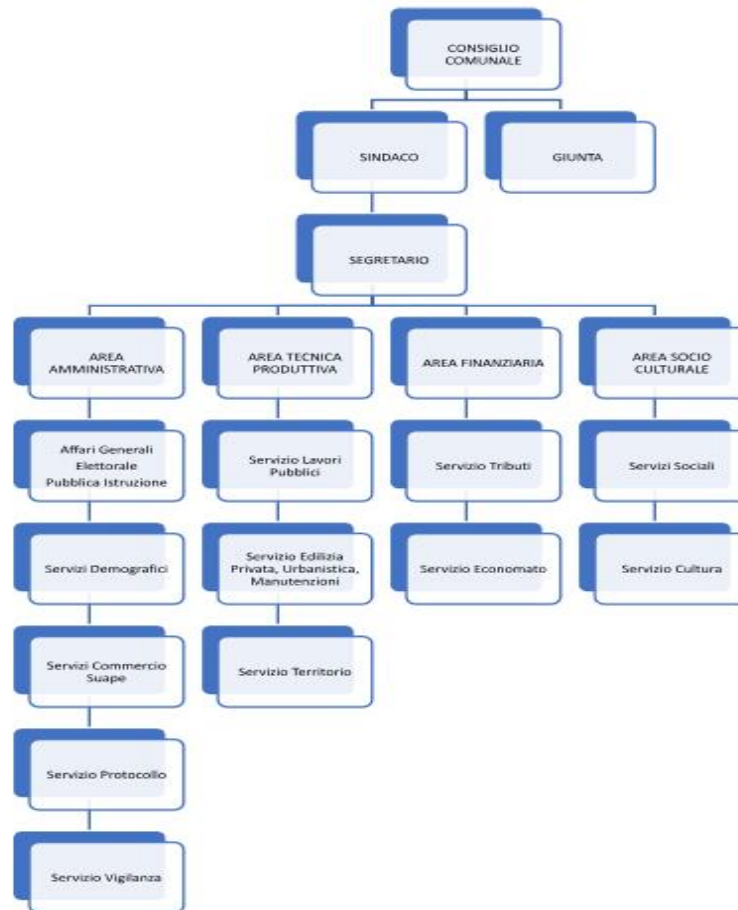 CONSIGLIO
COMUNALE
SINDACO
GIUNTA
SEGRETARIO
AREA
AMMINISTRATIVA
AREA TECNICA
PRODUTTIVA
AREA FINANZIARIA
AREA SOCIO
CULTURALE
Affari Generali
Elettorale
Pubblica Istruzione
Servizio Lavori
Pubblici
Servizio Tributi
Servizi Sociali
Servizi Demografici
Servizio Edilizia
Privata, Urbanistica,
Manutenzioni
Servizio Economato
Servizio Cultura
Servizi Commercio
Suape
Servizio Territorio
Servizio Protocollo
Servizio Vigilanza